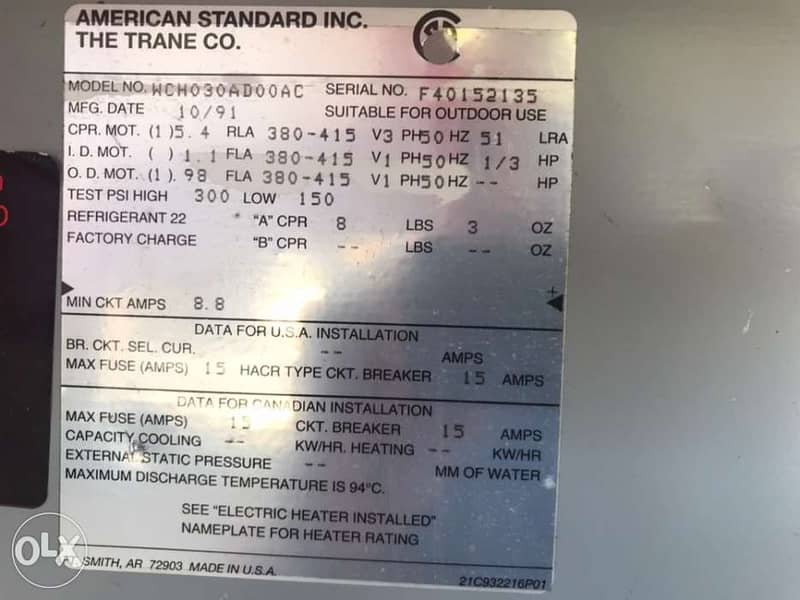 AMERICAN STANDARD INC.
THE TRANE CO.
MODEL NO. WCH030AD00AC SERIAL NO. F40152135
MFG. DATE 10/91 SUITABLE FOR OUTDOOR USE
CPR. MOT. (1) 5.4 RLA 380-415 V3 PH50 HZ 51 LRA
I. D. MOT. ( ) 1.1 FLA 380-415 V1 PH50 HZ 1/3 HP
O. D. MOT. (1) .98 FLA 380-415 V1 PH50 HZ -- HP
TEST PSI HIGH 300 LOW 150
REFRIGERANT 22 "A" CPR 8 LBS 3 OZ
FACTORY CHARGE "B" CPR -- LBS -- OZ
MIN CKT AMPS 8.8
DATA FOR U.S.A. INSTALLATION
BR. CKT. SEL. CUR. -- AMPS
MAX FUSE (AMPS) 15 HACR TYPE CKT. BREAKER 15 AMPS
DATA FOR CANADIAN INSTALLATION
MAX FUSE (AMPS) 15 CKT. BREAKER 15 AMPS
CAPACITY COOLING -- KW/HR. HEATING -- KW/HR
EXTERNAL STATIC PRESSURE -- MM OF WATER
MAXIMUM DISCHARGE TEMPERATURE IS 94°C.
SEE "ELECTRIC HEATER INSTALLED"
NAMEPLATE FOR HEATER RATING
SMITH, AR 72903 MADE IN U.S.A.
21C932216P01
OLX